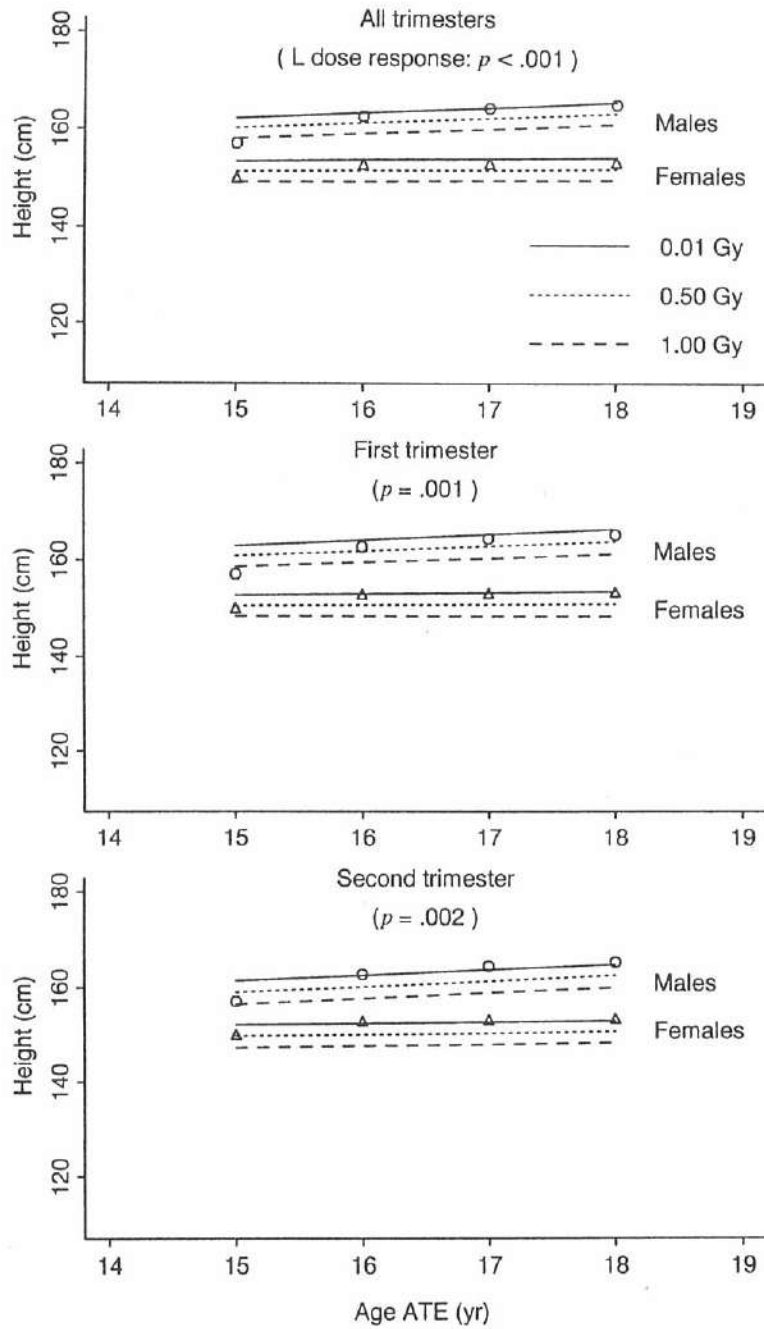 All trimesters
( L dose response: p < .001 )
Height (cm)
180
160
140
120
Males
Females
0.01 Gy
0.50 Gy
1.00 Gy
14 15 16 17 18 19
First trimester
(p = .001 )
Height (cm)
180
160
140
120
Males
Females
14 15 16 17 18 19
Second trimester
(p = .002 )
Height (cm)
180
160
140
120
Males
Females
14 15 16 17 18 19
Age ATE (yr)